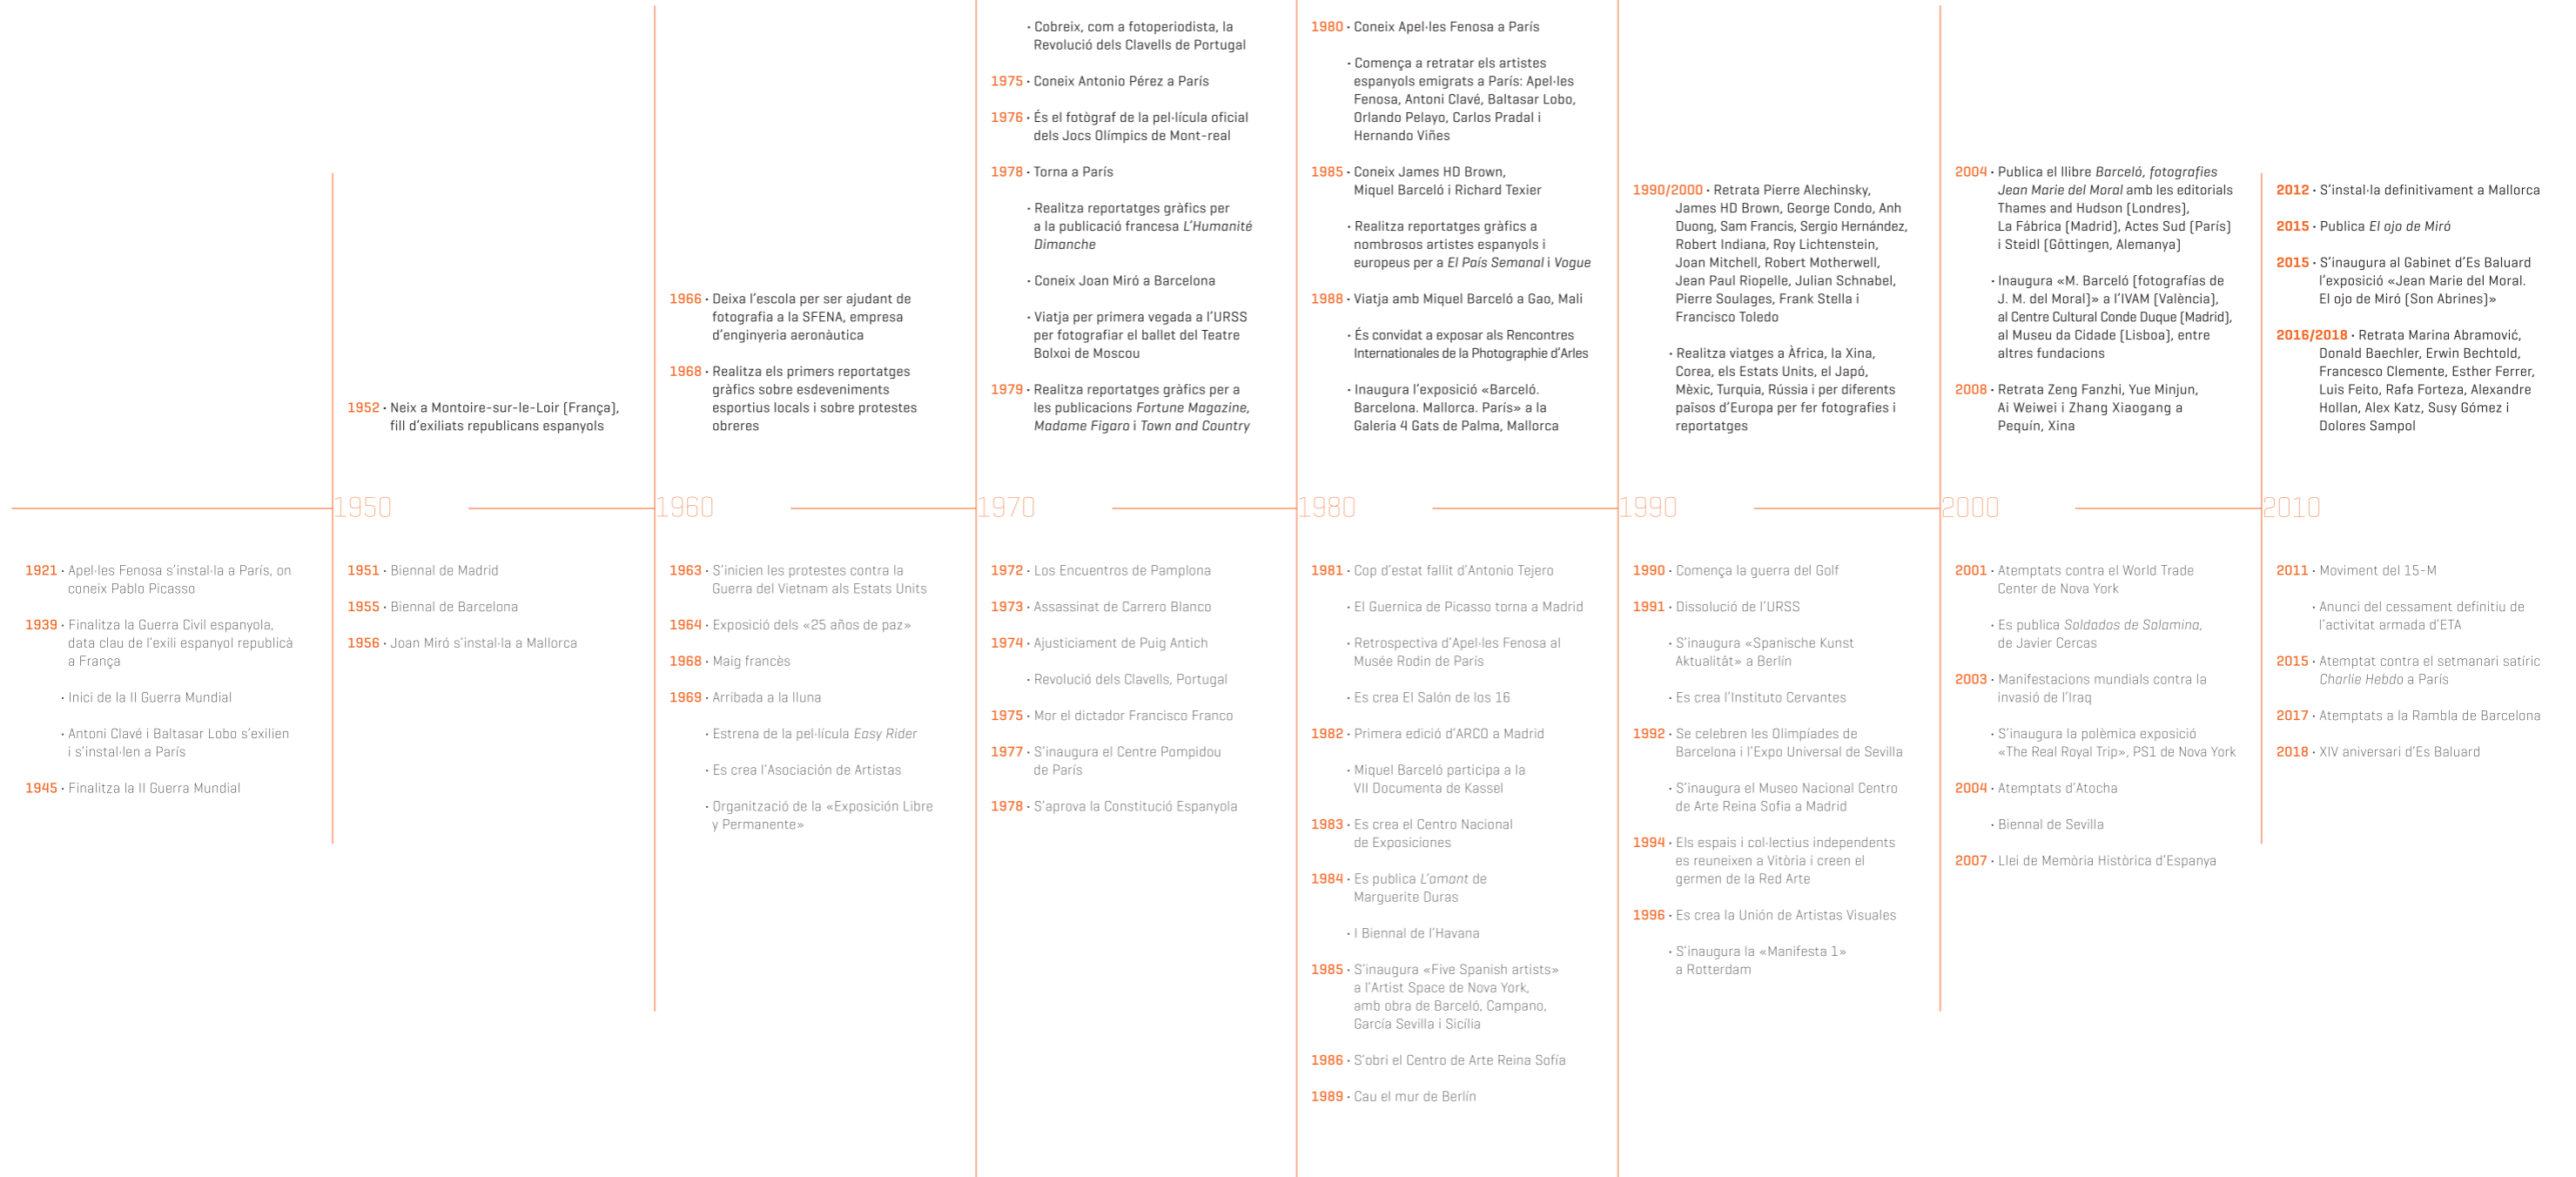 1952 · Neix a Montoire-sur-le-Loir (França),
fill d’exiliats republicans espanyols
1966 · Deixa l’escola per ser ajudant de
fotografia a la SFENA, empresa
d’enginyeria aeronàutica
1968 · Realitza els primers reportatges
gràfics sobre esdeveniments
esportius locals i sobre protestes
obreres
· Cobreix, com a fotoperiodista, la
Revolució dels Clavells de Portugal
1975 · Coneix Antonio Pérez a París
1976 · És el fotògraf de la pel·lícula oficial
dels Jocs Olímpics de Mont-real
1978 · Torna a París
· Realitza reportatges gràfics per
a la publicació francesa L’Humanité
Dimanche
· Coneix Joan Miró a Barcelona
· Viatja per primera vegada a l’URSS
per fotografiar el ballet del Teatre
Bolxoi de Moscou
1979 · Realitza reportatges gràfics per a
les publicacions Fortune Magazine,
Madame Figaro i Town and Country
1980 · Coneix Apel·les Fenosa a París
· Comença a retratar els artistes
espanyols emigrats a París: Apel·les
Fenosa, Antoni Clavé, Baltasar Lobo,
Orlando Pelayo, Carlos Pradal i
Hernando Viñes
1985 · Coneix James HD Brown,
Miquel Barceló i Richard Texier
· Realitza reportatges gràfics a
nombrosos artistes espanyols i
europeus per a El País Semanal i Vogue
1988 · Viatja amb Miquel Barceló a Gao, Mali
· És convidat a exposar als Rencontres
Internationales de la Photographie d’Arles
· Inaugura l’exposició «Barceló.
Barcelona. Mallorca. París» a la
Galeria 4 Gats de Palma, Mallorca
1990/2000 · Retrata Pierre Alechinsky,
James HD Brown, George Condo, Anh
Duong, Sam Francis, Sergio Hernández,
Robert Indiana, Roy Lichtenstein,
Joan Mitchell, Robert Motherwell,
Jean Paul Riopelle, Julian Schnabel,
Pierre Soulages, Frank Stella i
Francisco Toledo
· Realitza viatges a Àfrica, la Xina,
Corea, els Estats Units, el Japó,
Mèxic, Turquia, Rússia i per diferents
països d’Europa per fer fotografies i
reportatges
2004 · Publica el llibre Barceló, fotografies
Jean Marie del Moral amb les editorials
Thames and Hudson (Londres),
La Fábrica (Madrid), Actes Sud (París)
i Steidl (Göttingen, Alemanya)
· Inaugura «M. Barceló (fotografías de
J. M. del Moral)» a l’IVAM (València),
al Centre Cultural Conde Duque (Madrid),
al Museu da Cidade (Lisboa), entre
altres fundacions
2008 · Retrata Zeng Fanzhi, Yue Minjun,
Ai Weiwei i Zhang Xiaogang a
Pequín, Xina
2012 · S’instal·la definitivament a Mallorca
2015 · Publica El ojo de Miró
2015 · S’inaugura al Gabinet d’Es Baluard
l’exposició «Jean Marie del Moral.
El ojo de Miró (Son Abrines)»
2016/2018 · Retrata Marina Abramović,
Donald Baechler, Erwin Bechtold,
Francesco Clemente, Esther Ferrer,
Luis Feito, Rafa Forteza, Alexandre
Hollan, Alex Katz, Susy Gómez i
Dolores Sampol
1950
1960
1970
1980
1990
2000
2010
1921 · Apel·les Fenosa s’instal·la a París, on
coneix Pablo Picasso
1939 · Finalitza la Guerra Civil espanyola,
data clau de l’exili espanyol republicà
a França
· Inici de la II Guerra Mundial
· Antoni Clavé i Baltasar Lobo s’exilien
i s’instal·len a París
1945 · Finalitza la II Guerra Mundial
1951 · Biennal de Madrid
1955 · Biennal de Barcelona
1956 · Joan Miró s’instal·la a Mallorca
1963 · S’inicien les protestes contra la
Guerra del Vietnam als Estats Units
1964 · Exposició dels «25 años de paz»
1968 · Maig francès
1969 · Arribada a la lluna
· Estrena de la pel·lícula Easy Rider
· Es crea l’Asociación de Artistas
· Organització de la «Exposición Libre
y Permanente»
1972 · Los Encuentros de Pamplona
1973 · Assassinat de Carrero Blanco
1974 · Ajusticiament de Puig Antich
· Revolució dels Clavells, Portugal
1975 · Mor el dictador Francisco Franco
1977 · S’inaugura el Centre Pompidou
de París
1978 · S’aprova la Constitució Espanyola
1981 · Cop d’estat fallit d’Antonio Tejero
· El Guernica de Picasso torna a Madrid
· Retrospectiva d’Apel·les Fenosa al
Musée Rodin de París
· Es crea El Salón de los 16
1982 · Primera edició d’ARCO a Madrid
· Miquel Barceló participa a la
VII Documenta de Kassel
1983 · Es crea el Centro Nacional
de Exposiciones
1984 · Es publica L’amant de
Marguerite Duras
· I Biennal de l’Havana
1985 · S’inaugura «Five Spanish artists»
a l’Artist Space de Nova York,
amb obra de Barceló, Campano,
García Sevilla i Sicília
1986 · S’obri el Centro de Arte Reina Sofía
1989 · Cau el mur de Berlín
1990 · Comença la guerra del Golf
1991 · Dissolució de l’URSS
· S’inaugura «Spanische Kunst
Aktualität» a Berlín
· Es crea l’Instituto Cervantes
1992 · Se celebren les Olimpíades de
Barcelona i l’Expo Universal de Sevilla
· S’inaugura el Museo Nacional Centro
de Arte Reina Sofia a Madrid
1994 · Els espais i col·lectius independents
es reuneixen a Vitòria i creen el
germen de la Red Arte
1996 · Es crea la Unión de Artistas Visuales
· S’inaugura la «Manifesta 1»
a Rotterdam
2001 · Atemptats contra el World Trade
Center de Nova York
· Es publica Soldados de Salamina,
de Javier Cercas
2003 · Manifestacions mundials contra la
invasió de l’Iraq
· S’inaugura la polèmica exposició
«The Real Royal Trip», PS1 de Nova York
2004 · Atemptats d’Atocha
· Biennal de Sevilla
2007 · Llei de Memòria Històrica d’Espanya
2011 · Moviment del 15-M
· Anunci del cessament definitiu de
l’activitat armada d’ETA
2015 · Atemptat contra el setmanari satíric
Charlie Hebdo a París
2017 · Atemptats a la Rambla de Barcelona
2018 · XIV aniversari d’Es Baluard